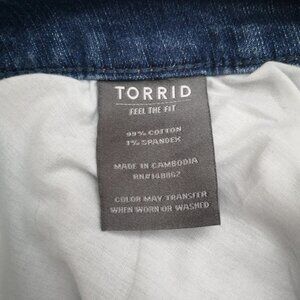 TORRID
FEEL THE FIT
99% COTTON
1% SPANDEX
MADE IN CAMBODIA
RN#148862
COLOR MAY TRANSFER
WHEN WORN OR WASHED